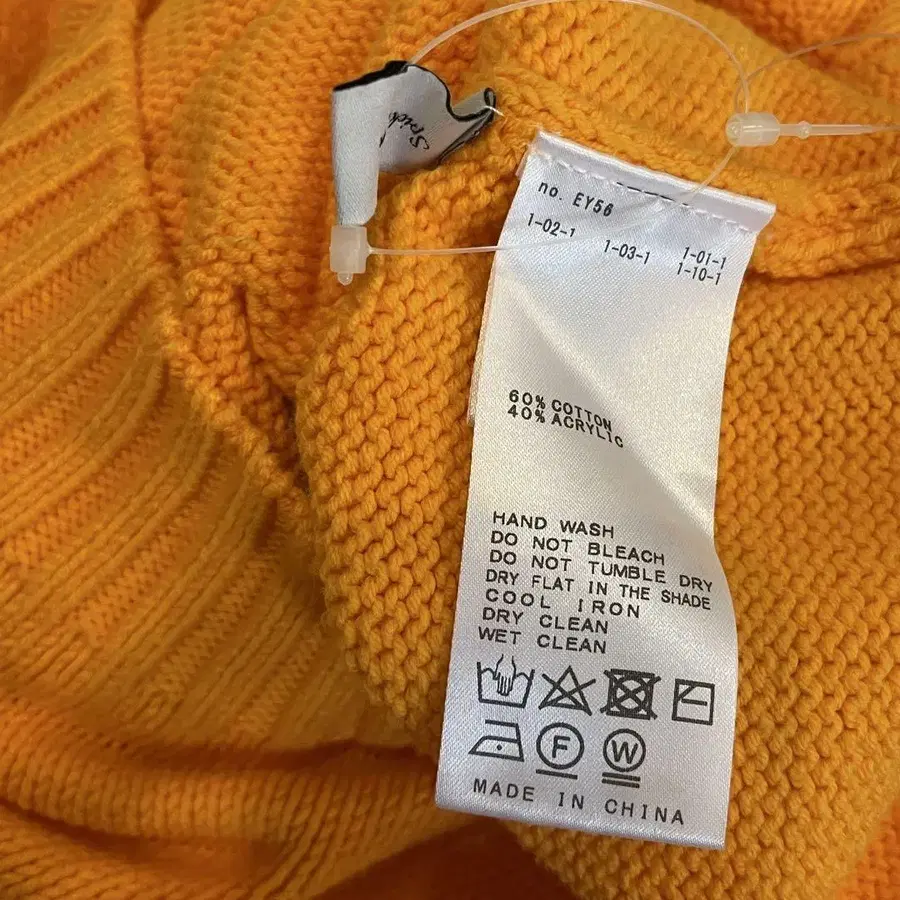 no. EY56
1-02-1 1-03-1 1-01-1
1-10-1
60% COTTON
40% ACRYLIC
HAND WASH
DO NOT BLEACH
DO NOT TUMBLE DRY
DRY FLAT IN THE SHADE
COOL IRON
DRY CLEAN
WET CLEAN
F W
MADE IN CHINA